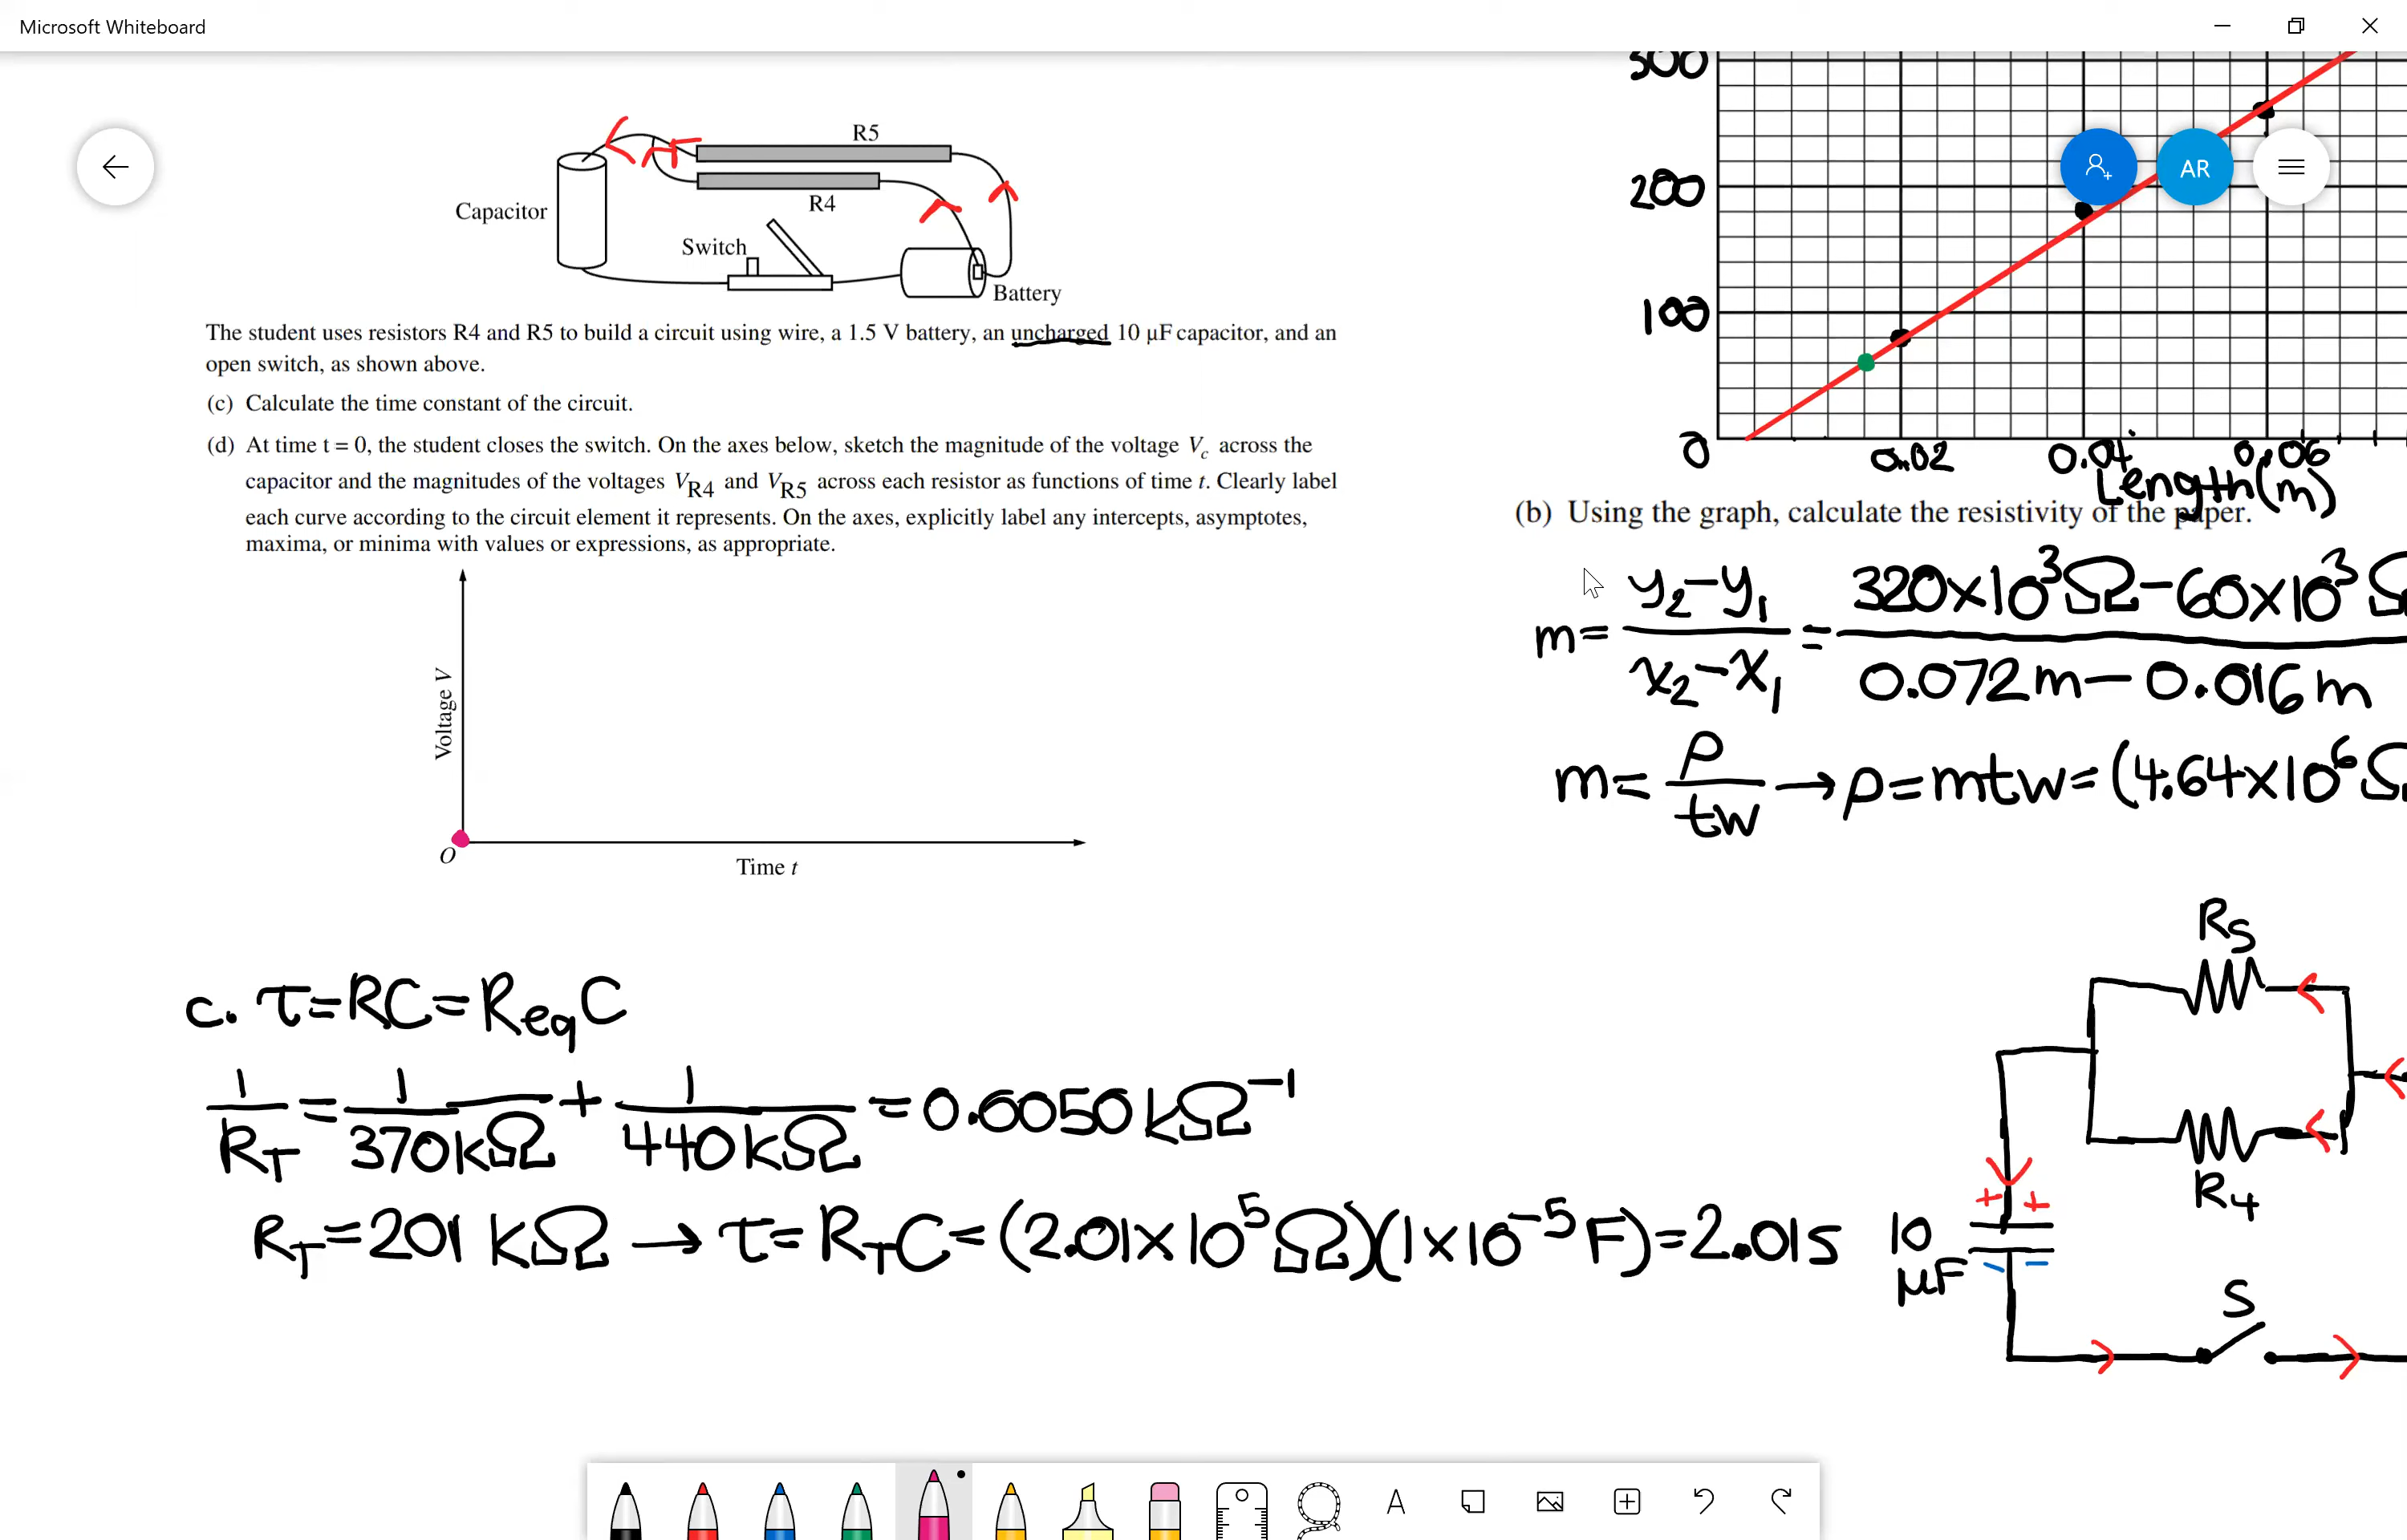 Microsoft Whiteboard
R5
R4
Capacitor
Switch
Battery
The student uses resistors R4 and R5 to build a circuit using wire, a 1.5 V battery, an uncharged 10 µF capacitor, and an
open switch, as shown above.
(c) Calculate the time constant of the circuit.
(d) At time t = 0, the student closes the switch. On the axes below, sketch the magnitude of the voltage V_c across the
capacitor and the magnitudes of the voltages V_R4 and V_R5 across each resistor as functions of time t. Clearly label
each curve according to the circuit element it represents. On the axes, explicitly label any intercepts, asymptotes,
maxima, or minima with values or expressions, as appropriate.
Voltage V
O
Time t
c. τ=RC=R_eq C
1/R_T = 1/370kΩ + 1/440kΩ = 0.0050 kΩ⁻¹
R_T=201 kΩ → τ=R_T C=(2.01×10⁵Ω)(1×10⁻⁵F)=2.01s
300
200
100
0
0.02
0.04
0.06
Length(m)
AR
(b) Using the graph, calculate the resistivity of the paper.
m= y₂-y₁/x₂-x₁ = 320×10³Ω-60×10³Ω/0.072m-0.016m
m= ρ/tw → ρ=mtw=(4.64×10⁶Ω
R5
R4
10
µF
+ +
- -
S
A